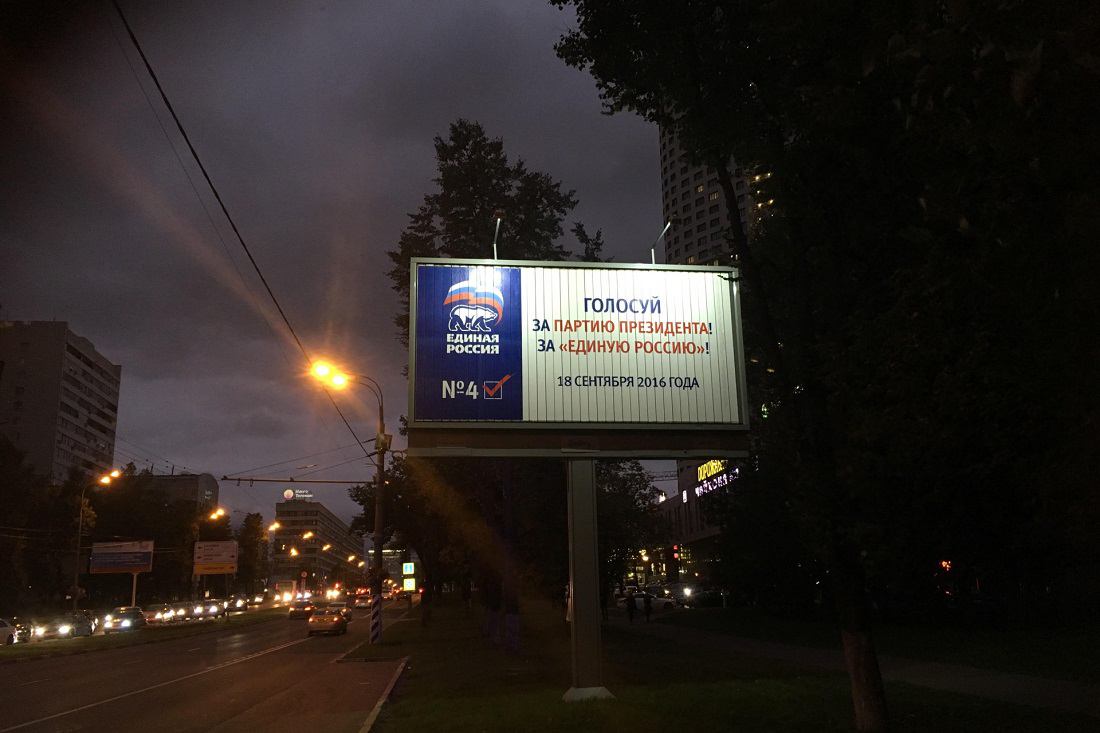 ЕДИНАЯ
РОССИЯ
№4
ГОЛОСУЙ
ЗА ПАРТИЮ ПРЕЗИДЕНТА!
ЗА «ЕДИНУЮ РОССИЮ»!
18 СЕНТЯБРЯ 2016 ГОДА